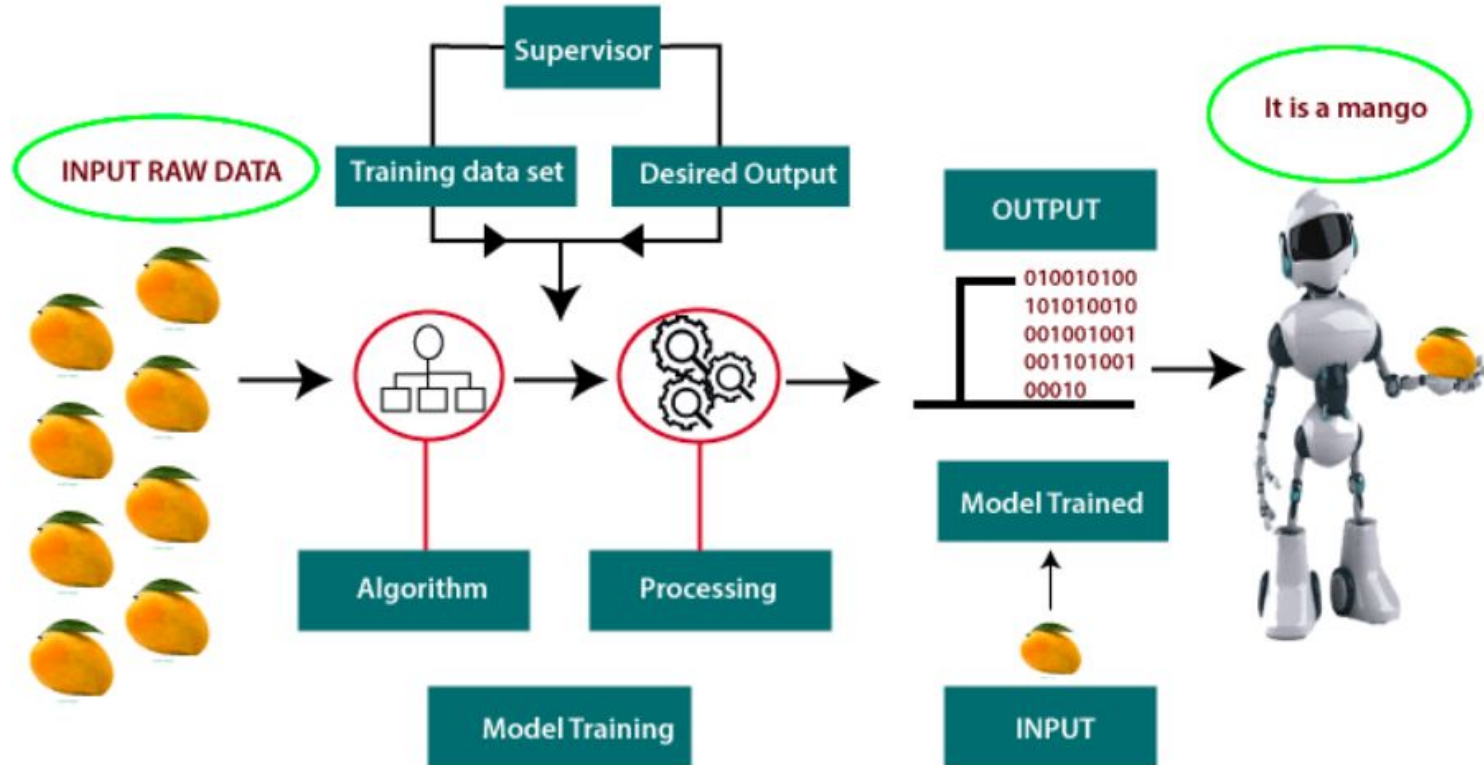 Supervisor
It is a mango
INPUT RAW DATA
Training data set
Desired Output
OUTPUT
010010100
101010010
001001001
001101001
00010
Model Trained
Algorithm
Processing
Model Training
INPUT